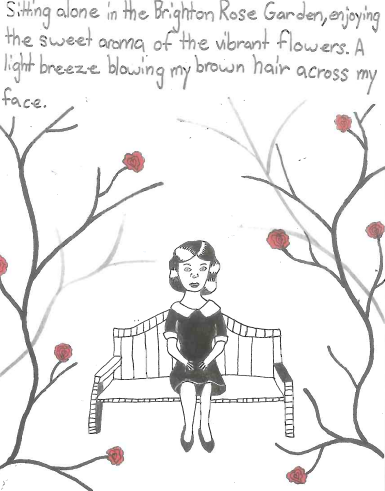 Sitting alone in the Brighton Rose Garden, enjoying
the sweet aroma of the vibrant flowers. A
light breeze blowing my brown hair across my
face.